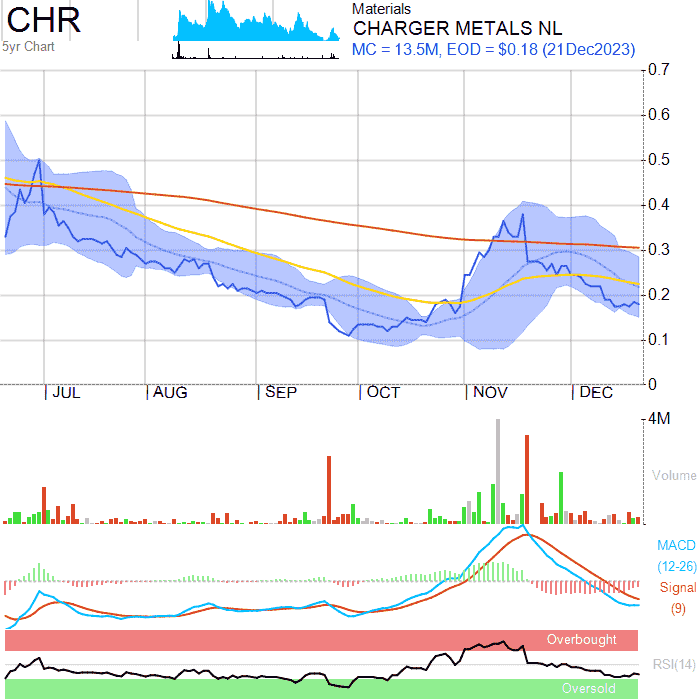 CHR
5yr Chart
Materials
CHARGER METALS NL
MC = 13.5M, EOD = $0.18 (21Dec2023)
0.7
0.6
0.5
0.4
0.3
0.2
0.1
0
JUL AUG SEP OCT NOV DEC
4M
Volume
MACD
(12-26)
Signal
(9)
Overbought
RSI(14)
Oversold